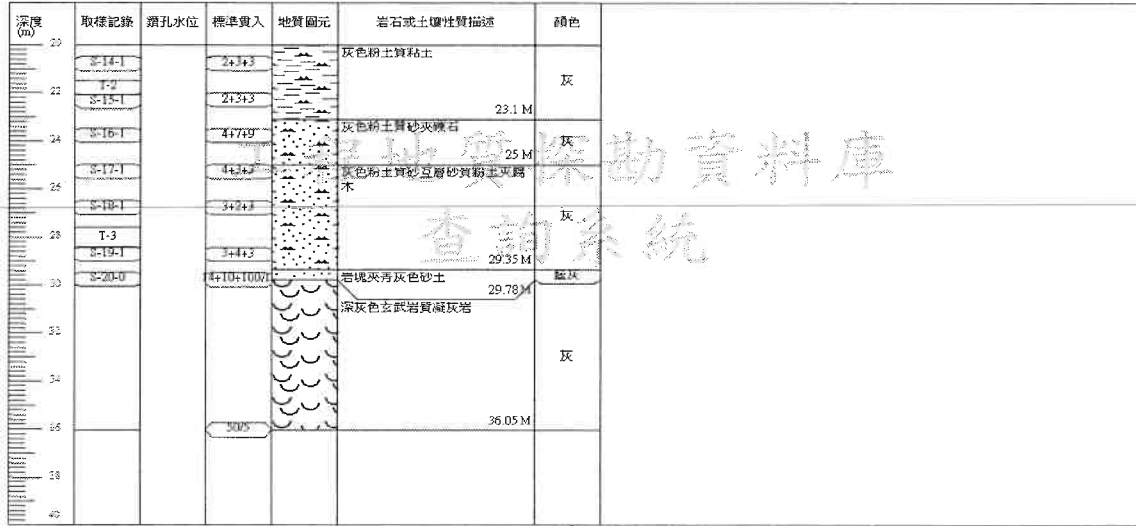 深度(m) 取樣記錄 鑽孔水位 標準貫入 地質圖元 岩石或土壤性質描述 顏色
20
灰色粉土質粘土
S-14-1 2+3+3
T-2 灰
22
S-15-1 2+3+3
23.1 M
灰色粉土質砂夾礫石
S-16-1 4+7+9 灰
24
25 M
S-17-1 4+3+3 灰色粉土質砂互層砂質粉土夾腐木
26
S-18-1 3+2+3 灰
28 T-3
S-19-1 3+4+3
29.35 M
S-20-0 岩塊夾青灰色砂土
30 29.78 M
深灰色玄武岩質凝灰岩
32
灰
34
36.05 M
36 50/5
38
40
工程地質探勘資料庫
查詢系統